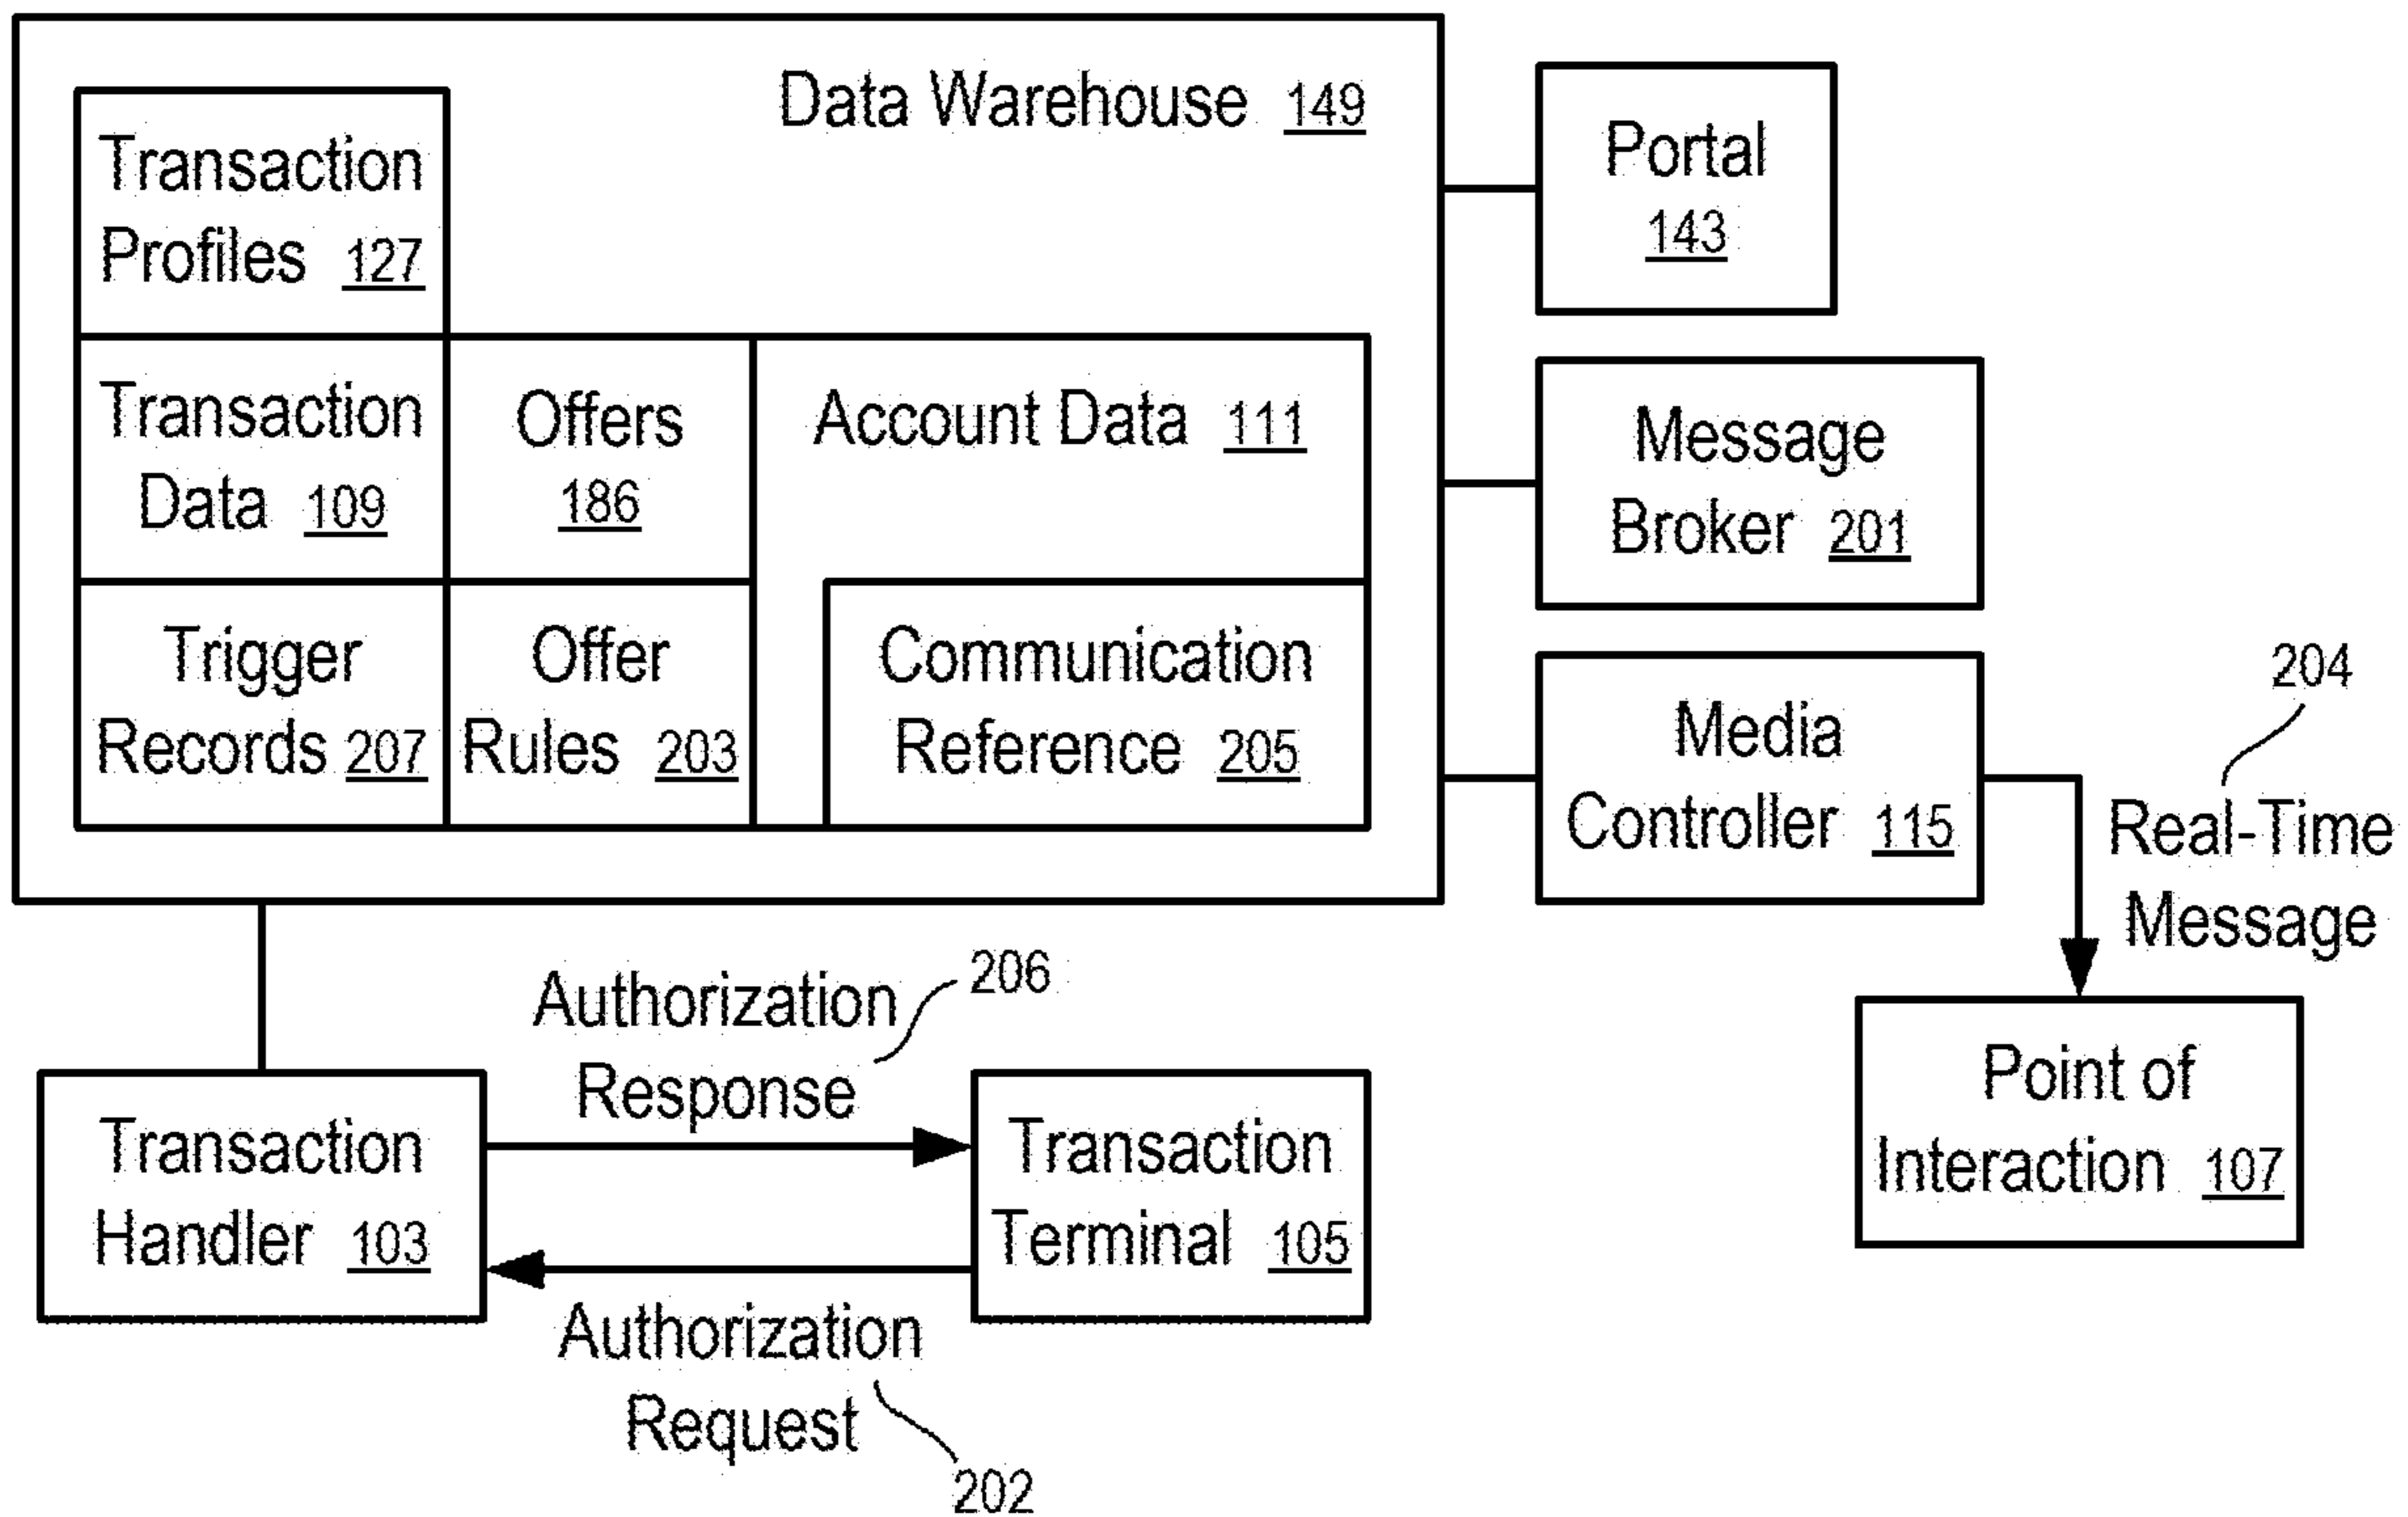 Data Warehouse 149
Transaction
Profiles 127
Transaction
Data 109
Offers
186
Account Data 111
Trigger
Records 207
Offer
Rules 203
Communication
Reference 205
Portal
143
Message
Broker 201
Media
Controller 115
204
Real-Time
Message
Point of
Interaction 107
206
Authorization
Response
Transaction
Handler 103
Transaction
Terminal 105
Authorization
Request
202